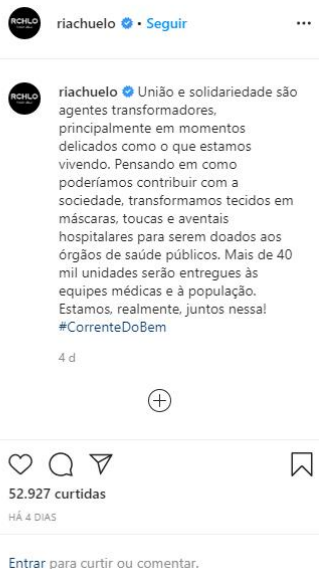 RCHLO
riachuelo • Seguir
RCHLO
riachuelo União e solidariedade são
agentes transformadores,
principalmente em momentos
delicados como o que estamos
vivendo. Pensando em como
poderíamos contribuir com a
sociedade, transformamos tecidos em
máscaras, toucas e aventais
hospitalares para serem doados aos
órgãos de saúde públicos. Mais de 40
mil unidades serão entregues às
equipes médicas e à população.
Estamos, realmente, juntos nessa!
#CorrenteDoBem
4 d
52.927 curtidas
HÁ 4 DIAS
Entrar para curtir ou comentar.